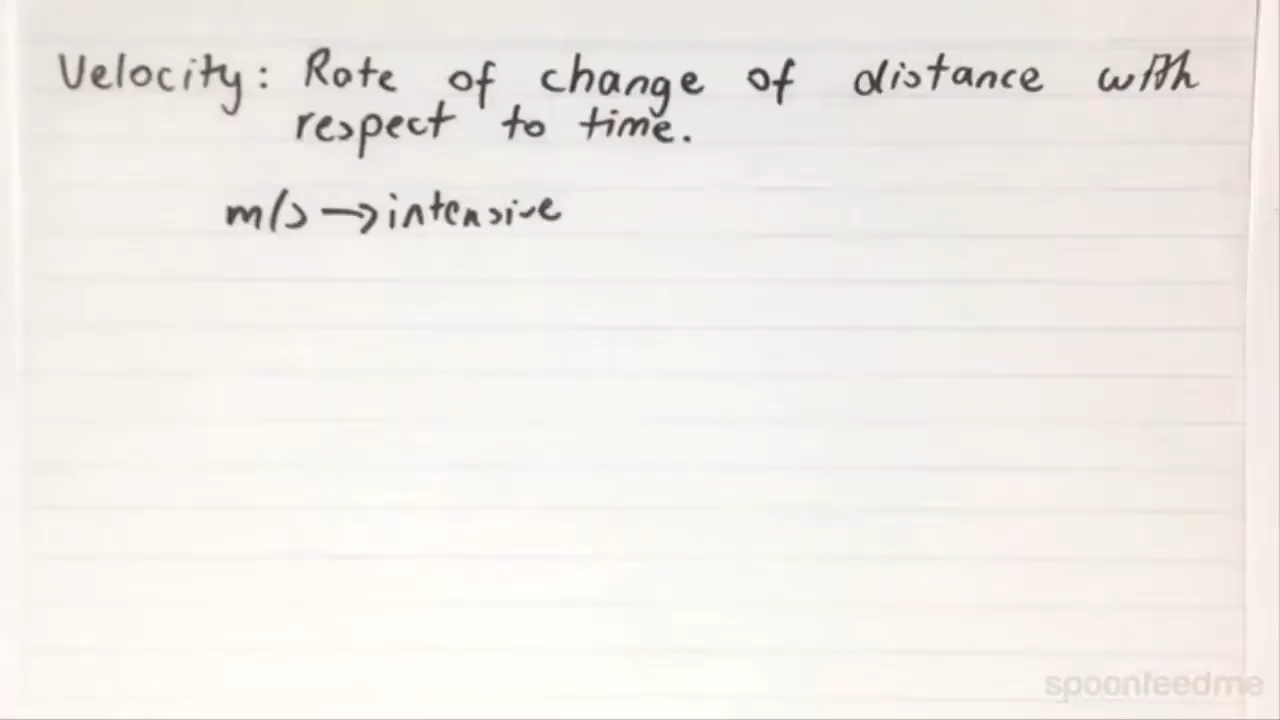 Velocity: Rate of change of distance with
respect to time.
m/s → intensive
spoonfeedme